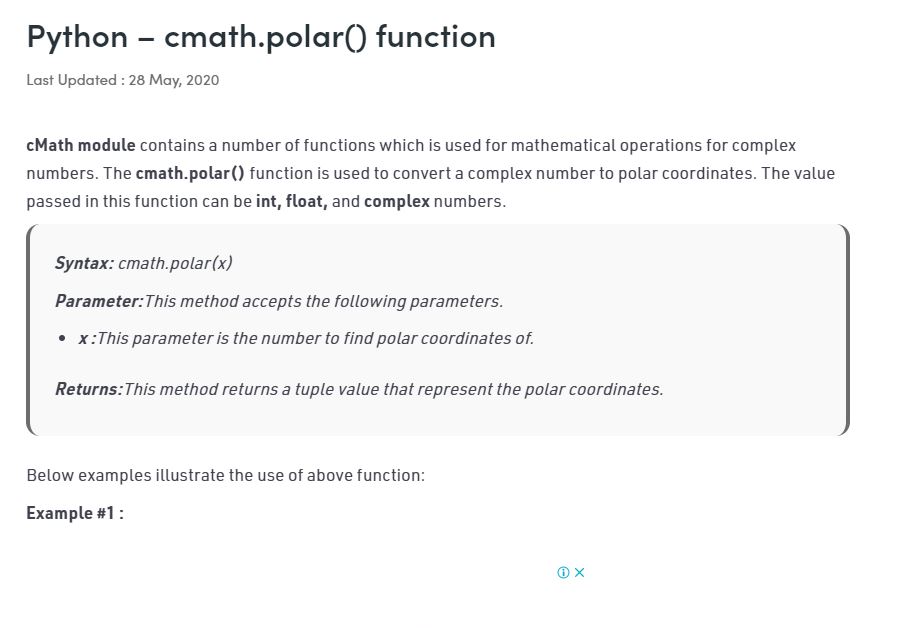 Python – cmath.polar() function
Last Updated : 28 May, 2020
cMath module contains a number of functions which is used for mathematical operations for complex
numbers. The cmath.polar() function is used to convert a complex number to polar coordinates. The value
passed in this function can be int, float, and complex numbers.
Syntax: cmath.polar(x)
Parameter:This method accepts the following parameters.
• x :This parameter is the number to find polar coordinates of.
Returns:This method returns a tuple value that represent the polar coordinates.
Below examples illustrate the use of above function:
Example #1 :